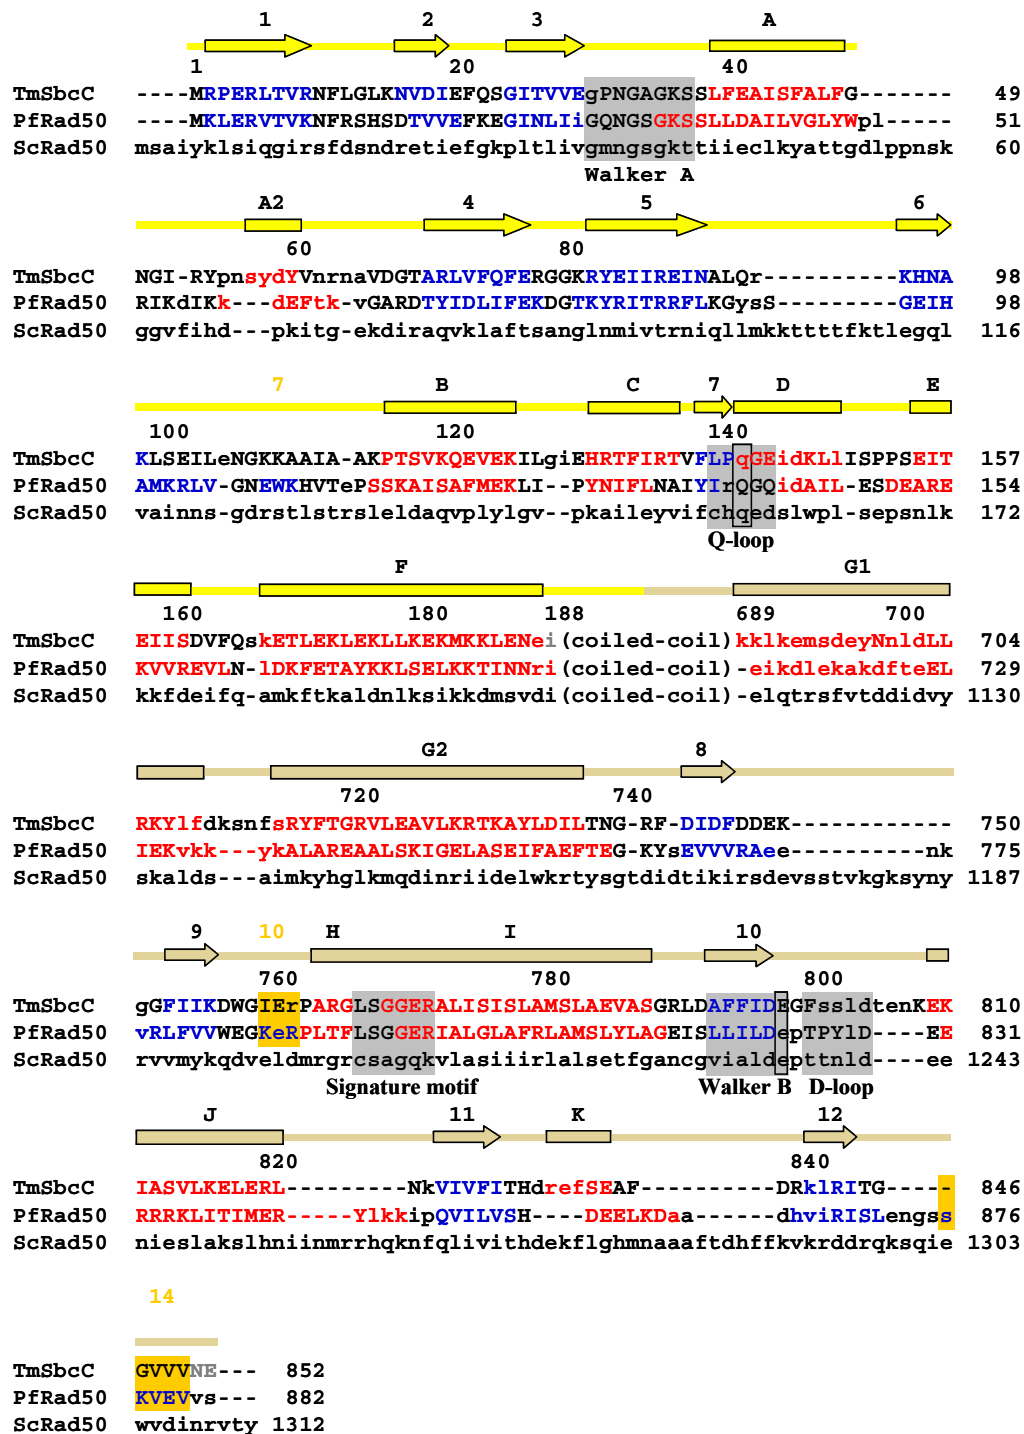 1 2 3 A
1 20 40
TmSbcC ----MRPERLTVRNFLGLKNVDIEFQSGITVVEgPNGAGKSSLFEAISFALFG------- 49
PfRad50 ----MKLERVTVKNFRSHSDTVVEFKEGINLIiGQNGSGKSSLLDAILVGLYWpl----- 51
ScRad50 msaiyklsiqgirsfdsndretiefgkpltlivgmngsgkttiieclkyattgdlppnsk 60
Walker A
A2 4 5 6
60 80
TmSbcC NGI-RYpnsydYVnrnaVDGTARLVFQFERGGKRYEIIREINALQr----------KHNA 98
PfRad50 RIKdIKk---dEFtk-vGARDTYIDLIFEKDGTKYRITRRFLKGysS---------GEIH 98
ScRad50 ggvfihd---pkitg-ekdiraqvklaftsanglnmivtrniqllmkkttttfktlegql 116
7 B C 7 D E
100 120 140
TmSbcC KLSEILeNGKKAAIA-AKPTSVKQEVEKILgiEHRTFIRTVFLPqGEidKLlISPPSEIT 157
PfRad50 AMKRLV-GNEWKHVTePSSKAISAFMEKLI--PYNIFLNAIYIrQGQidAIL-ESDEARE 154
ScRad50 vainns-gdrstlstrsleldaqvplylgv--pkaileyvifchqedslwpl-sepsnlk 172
Q-loop
F G1
160 180 188 689 700
TmSbcC EIISDVFQskETLEKLEKLLKEKMKKLENei(coiled-coil)kklkemsdeyNnldLL 704
PfRad50 KVVREVLN-lDKFETAYKKLSELKKTINNri(coiled-coil)-eikdlekakdfteEL 729
ScRad50 kkfdeifq-amkftkaldnlksikkdmsvdi(coiled-coil)-elqtrsfvtddidvy 1130
G2 8
720 740
TmSbcC RKYlfdksnfsRYFTGRVLEAVLKRTKAYLDILTNG-RF-DIDFDDEK------------ 750
PfRad50 IEKvkk---ykALAREAALSKIGELASEIFAEFTEG-KYsEVVVRAee----------nk 775
ScRad50 skalds---aimkyhglkmqdinriidelwkrtysgtdidtikirsdevsstvkgksyny 1187
9 10 H I 10
760 780 800
TmSbcC gGFIIKDWGIErPARGLSGGERALISISLAMSLAEVASGRLDAFFIDEGFssldtenKEK 810
PfRad50 vRLFVVWEGKeRPLTFLSGGERIALGLAFRLAMSLYLAGEISLLILDepTPYlD----EE 831
ScRad50 rvvmykqdveldmrgrcsagqkvlasiiirlalsetfgancgvialdepttnld----ee 1243
Signature motif Walker B D-loop
J 11 K 12
820 840
TmSbcC IASVLKELERL---------NkVIVFITHdrefSEAF----------DRklRITG----- 846
PfRad50 RRRKLITIMER-----YlkkipQVILVSH----DEELKDaa------dhviRISLengss 876
ScRad50 nieslakslhniinmrrhqknfqlivithdekflghmnaaaftdhffkvkrddrqksqie 1303
14
TmSbcC GVVVNE--- 852
PfRad50 KVEVvs--- 882
ScRad50 wvdinrvty 1312